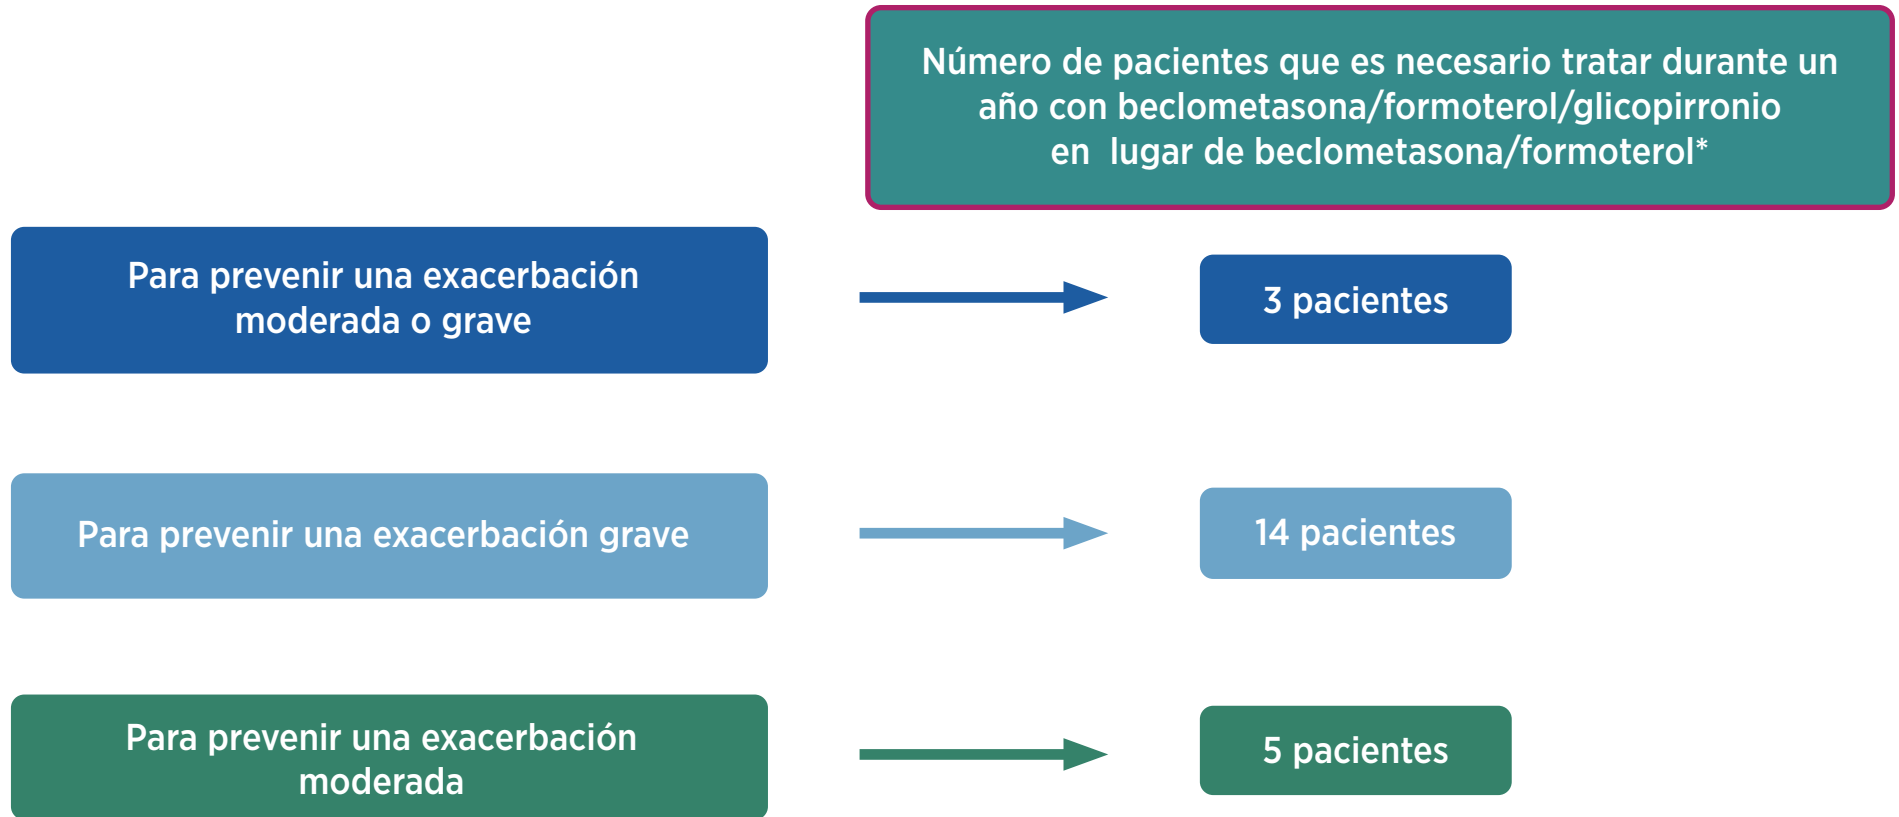 Número de pacientes que es necesario tratar durante un
año con beclometasona/formoterol/glicopirronio
en lugar de beclometasona/formoterol*
Para prevenir una exacerbación
moderada o grave
3 pacientes
Para prevenir una exacerbación grave
14 pacientes
Para prevenir una exacerbación
moderada
5 pacientes